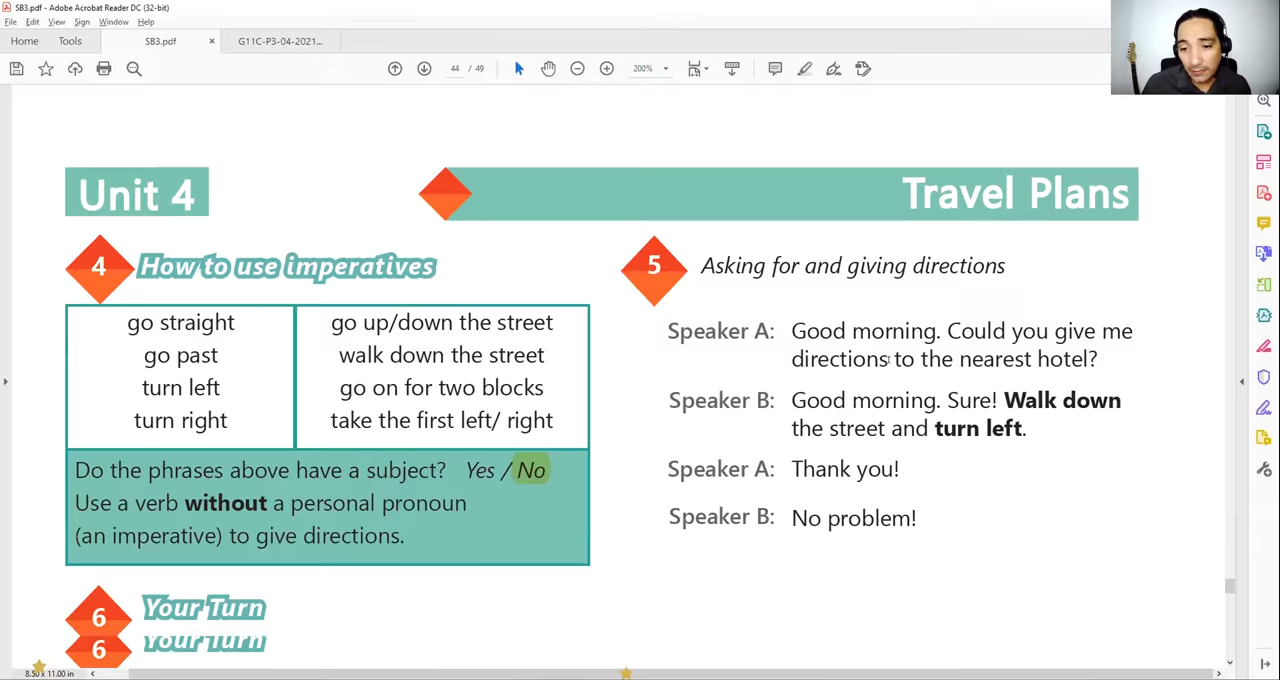 SB3.pdf - Adobe Acrobat Reader DC (32-bit)
File Edit View Sign Window Help
Home Tools SB3.pdf × G11C-P3-04-2021...
44 / 49 200%
Unit 4
Travel Plans
4 How to use imperatives
go straight
go past
turn left
turn right
go up/down the street
walk down the street
go on for two blocks
take the first left/ right
Do the phrases above have a subject? Yes / No
Use a verb without a personal pronoun
(an imperative) to give directions.
5 Asking for and giving directions
Speaker A: Good morning. Could you give me
directions to the nearest hotel?
Speaker B: Good morning. Sure! Walk down
the street and turn left.
Speaker A: Thank you!
Speaker B: No problem!
6 Your Turn
6 Your Turn
8.50 x 11.00 in